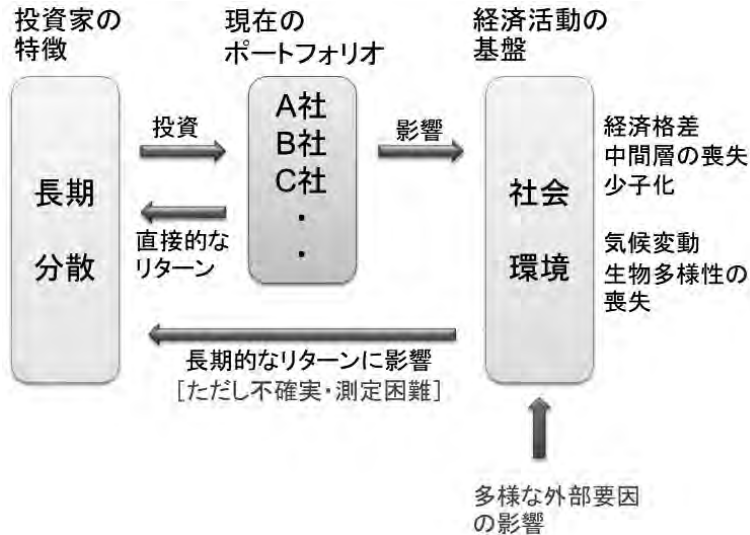 投資家の
特徴
現在の
ポートフォリオ
経済活動の
基盤
長期
分散
投資
直接的な
リターン
A社
B社
C社
・
・
影響
社会
環境
経済格差
中間層の喪失
少子化
気候変動
生物多様性の
喪失
長期的なリターンに影響
[ただし不確実・測定困難]
多様な外部要因
の影響